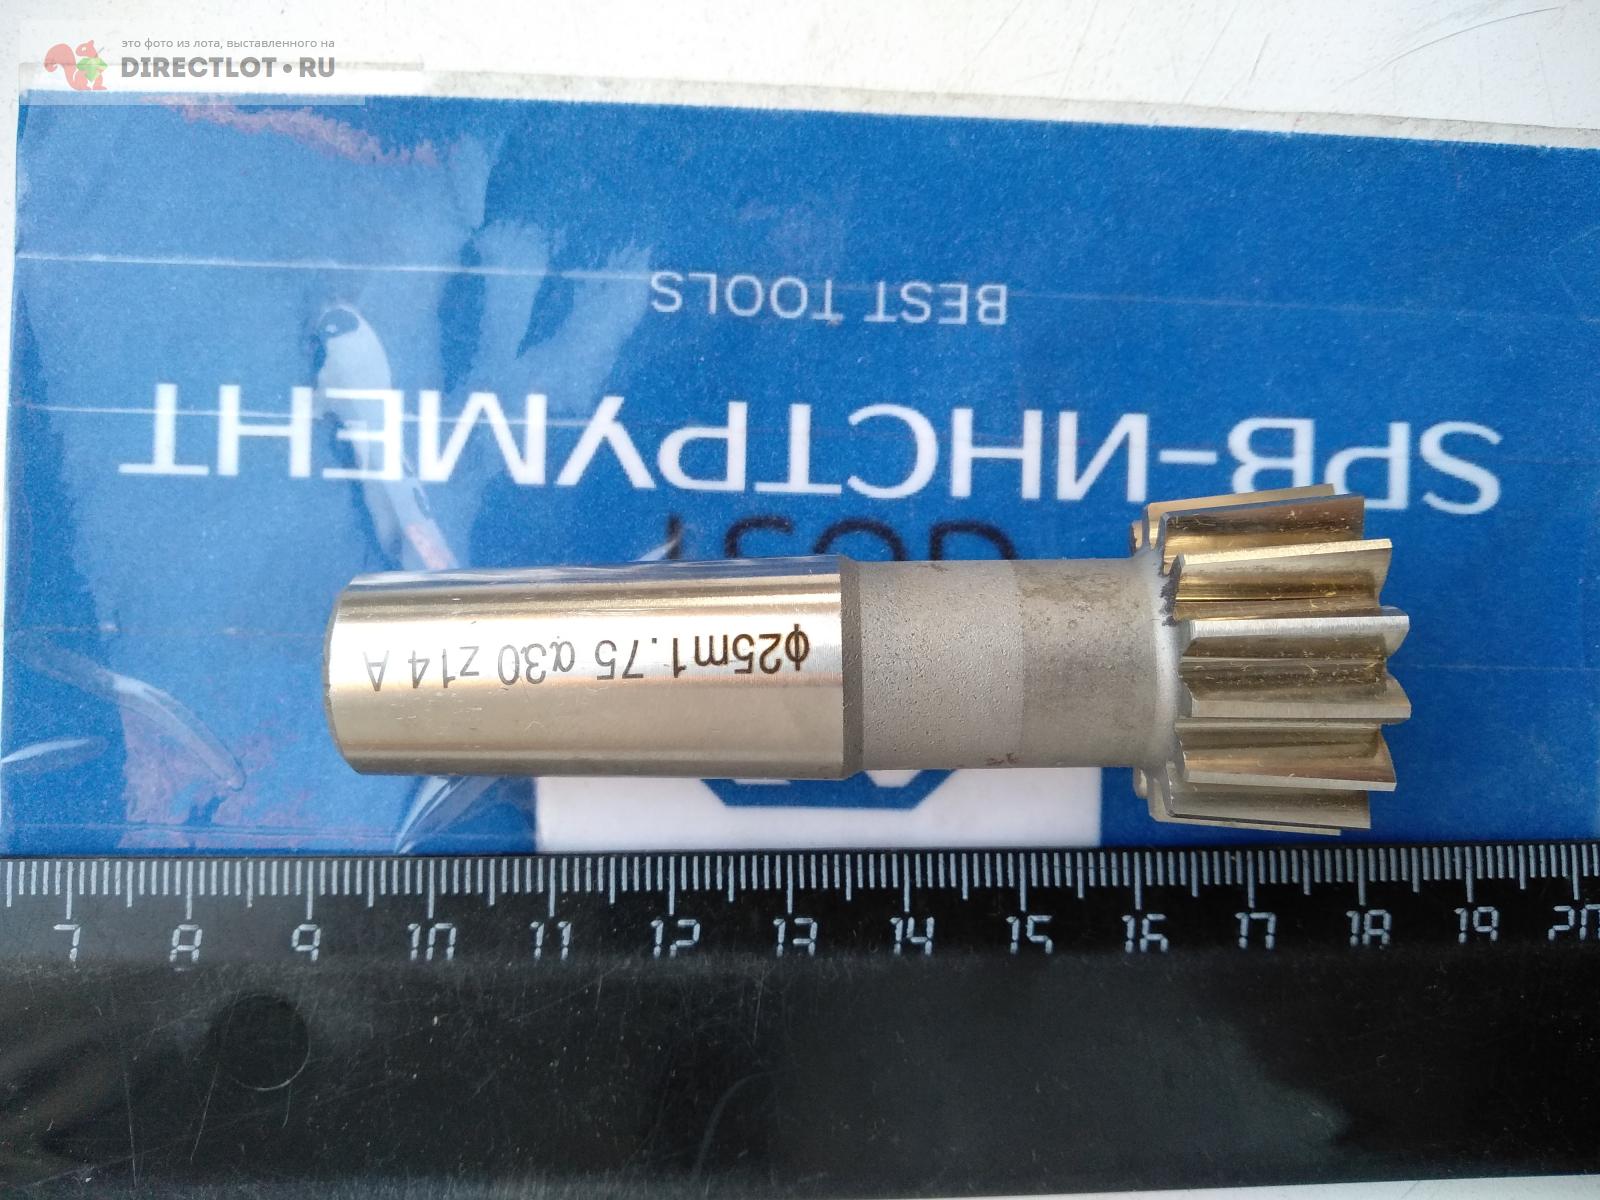 это фото из лота, выставленного на
DIRECTLOT•RU
BEST TOOLS
SPB-ИНСТРУМЕНТ
ϕ25m1.75 α30 z14 A
7 8 9 10 11 12 13 14 15 16 17 18 19 20